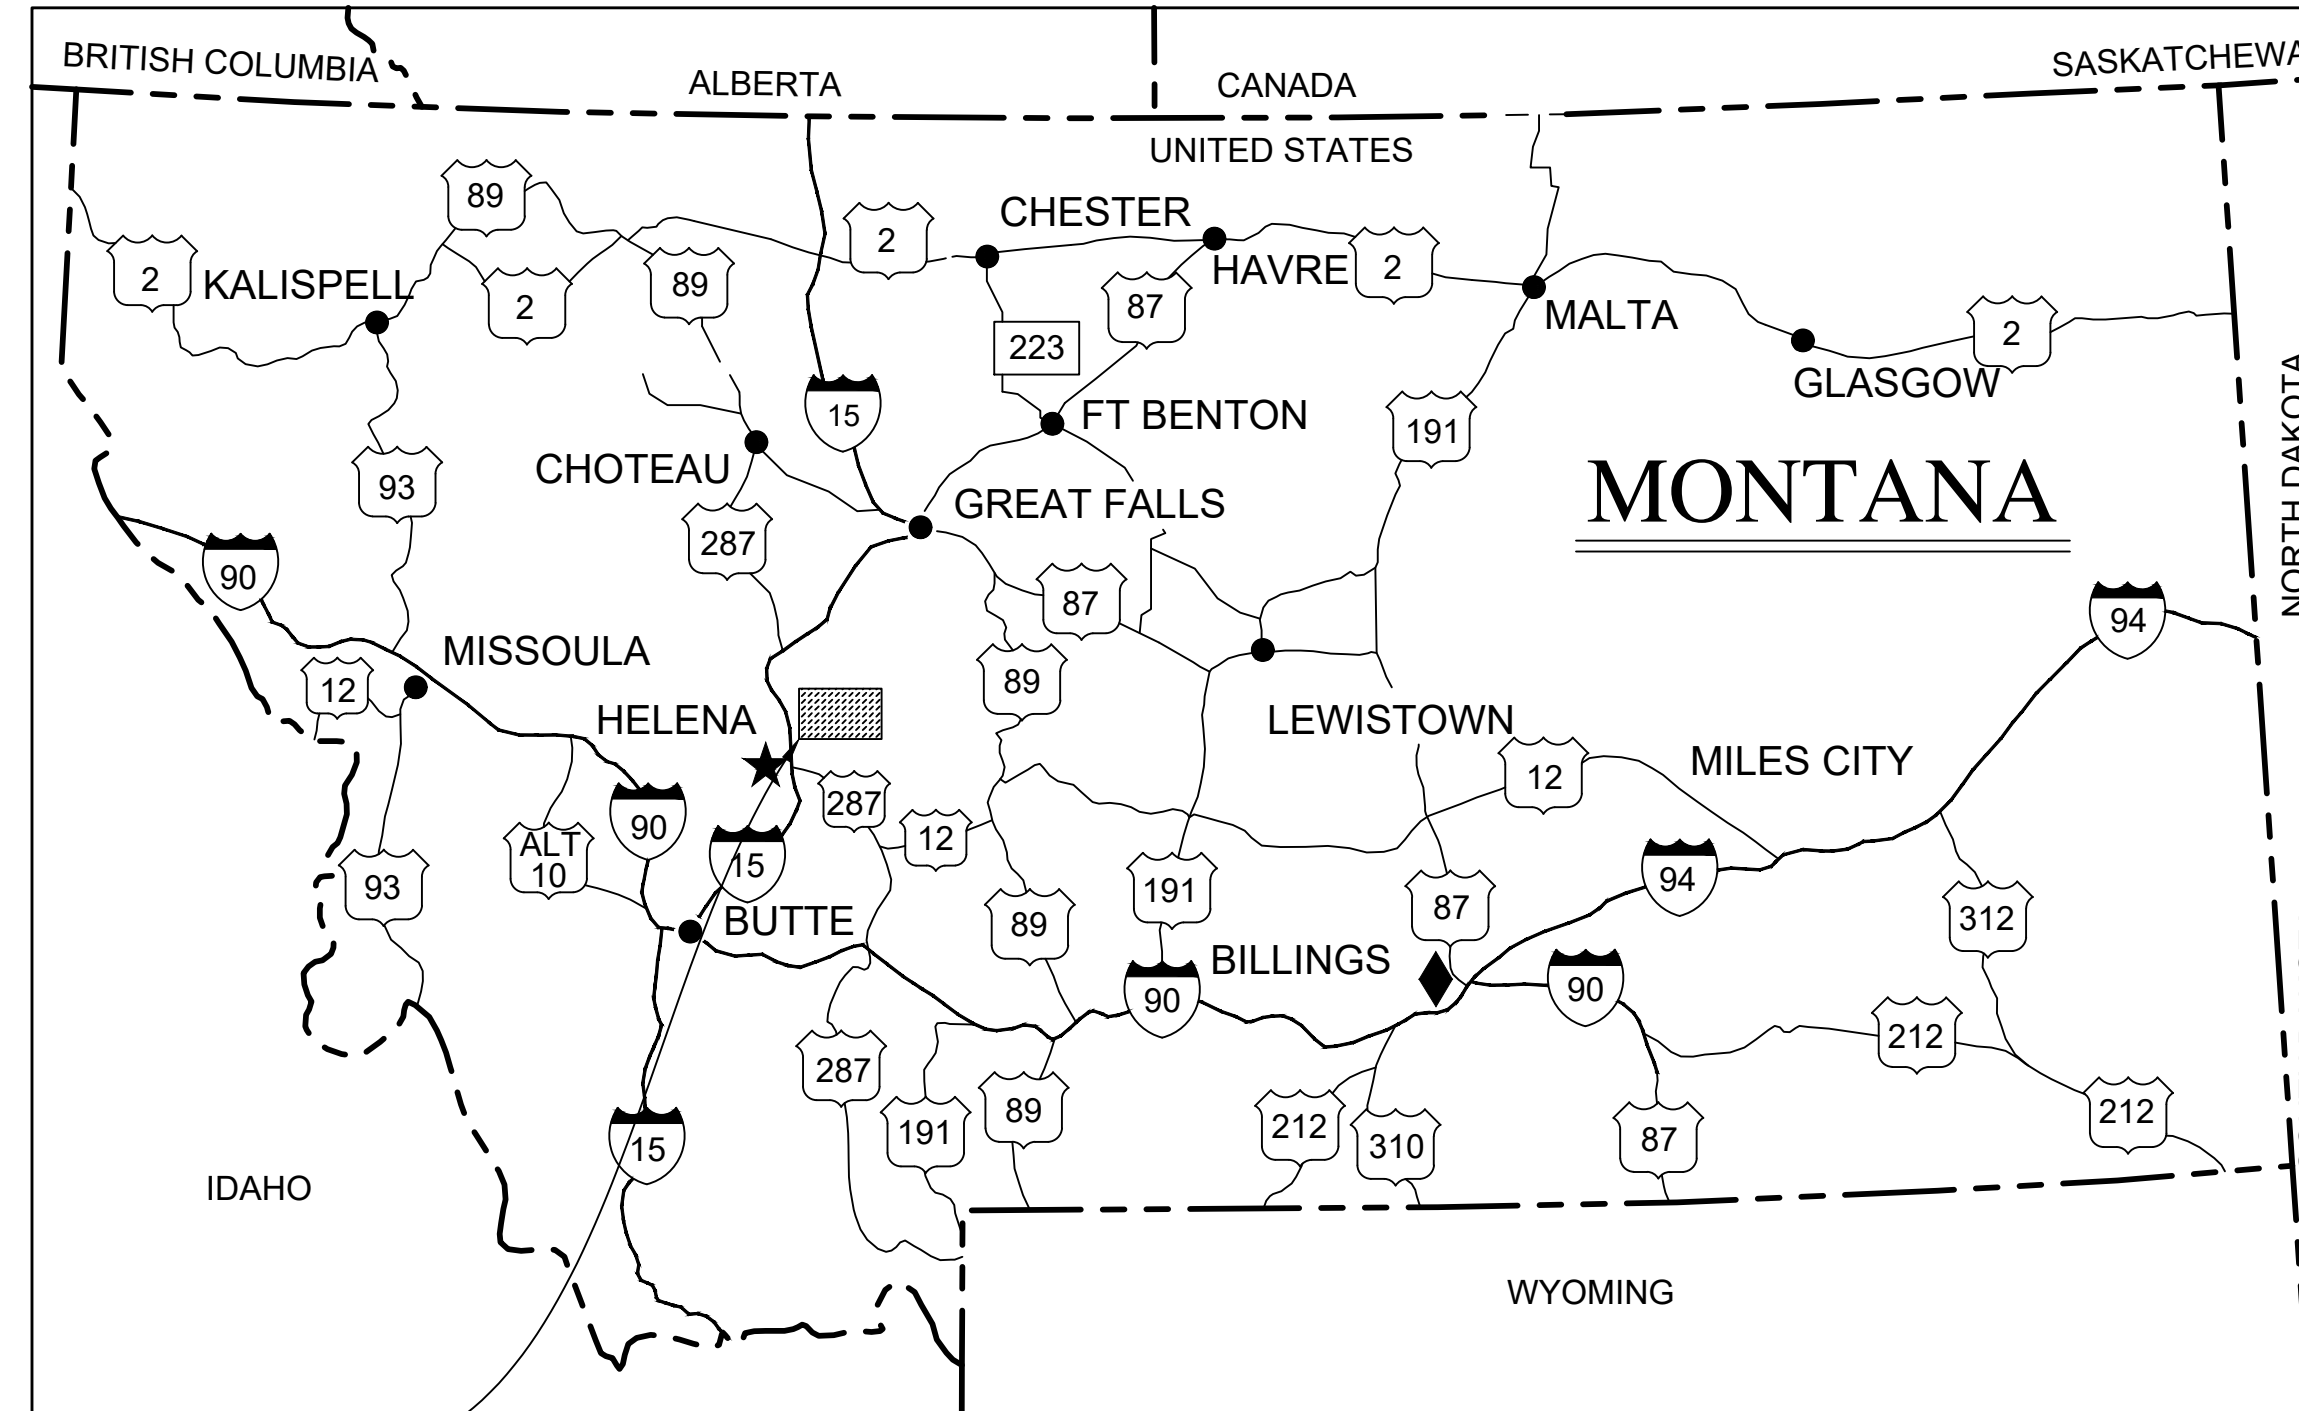 BRITISH COLUMBIA
ALBERTA
CANADA
SASKATCHEWA
UNITED STATES
89
2
CHESTER
HAVRE
2
2
KALISPELL
2
89
87
MALTA
223
2
GLASGOW
NORTH DAKOTA
15
FT BENTON
191
CHOTEAU
93
GREAT FALLS
MONTANA
287
90
87
94
MISSOULA
12
89
HELENA
LEWISTOWN
MILES CITY
12
287
90
12
ALT
10
15
93
191
94
87
312
BUTTE
89
BILLINGS
90
90
212
287
89
191
212
310
87
212
15
IDAHO
WYOMING